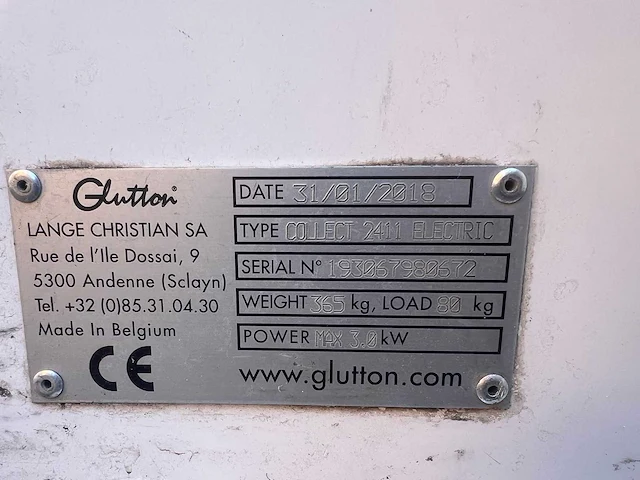 Glutton®
LANGE CHRISTIAN SA
Rue de l'Ile Dossai, 9
5300 Andenne (Sclayn)
Tel. +32 (0)85.31.04.30
Made In Belgium
CE
DATE 31/01/2018
TYPE COLLECT 2411 ELECTRIC
SERIAL N° 193067980672
WEIGHT 365 kg, LOAD 80 kg
POWER MAX 3.0 kW
www.glutton.com